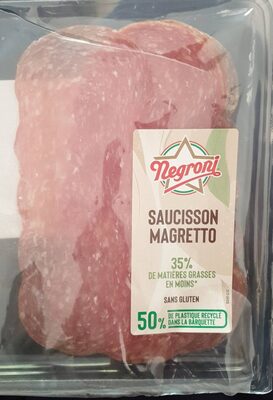 Negroni
SAUCISSON
MAGRETTO
35%
DE MATIÈRES GRASSES
EN MOINS*
SANS GLUTEN
50% DE PLASTIQUE RECYCLÉ
DANS LA BARQUETTE